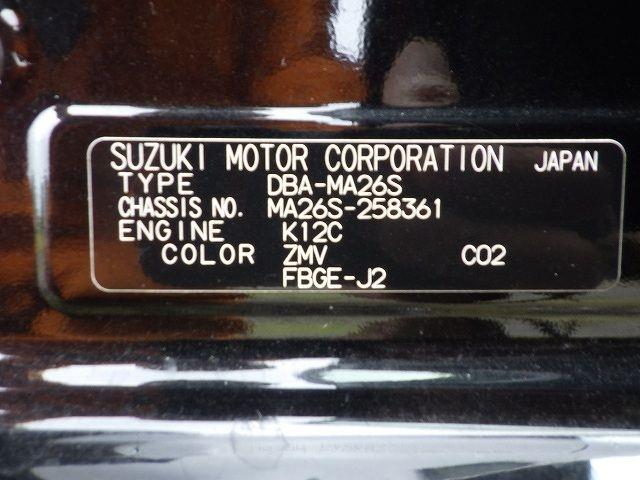 SUZUKI MOTOR CORPORATION JAPAN
TYPE DBA-MA26S
CHASSIS NO. MA26S-258361
ENGINE K12C
COLOR ZMV C02
FBGE-J2